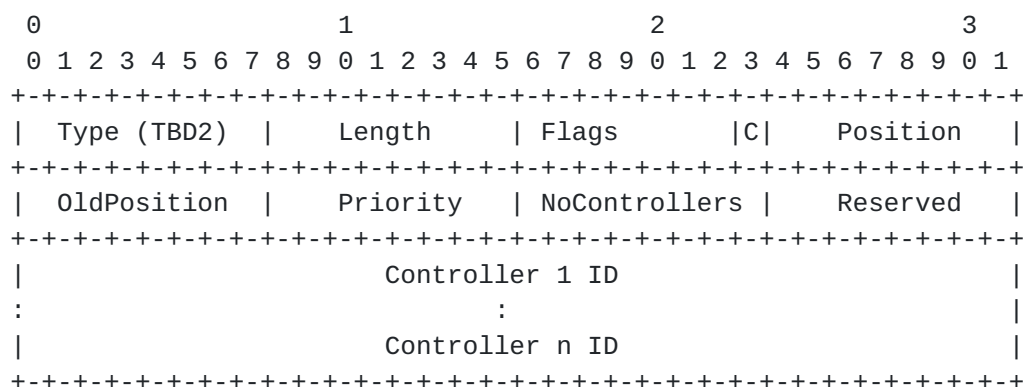 0                   1                   2                   3
 0 1 2 3 4 5 6 7 8 9 0 1 2 3 4 5 6 7 8 9 0 1 2 3 4 5 6 7 8 9 0 1
+-+-+-+-+-+-+-+-+-+-+-+-+-+-+-+-+-+-+-+-+-+-+-+-+-+-+-+-+-+-+-+-+
|  Type (TBD2)  |    Length     | Flags       |C|    Position   |
+-+-+-+-+-+-+-+-+-+-+-+-+-+-+-+-+-+-+-+-+-+-+-+-+-+-+-+-+-+-+-+-+
|  OldPosition  |    Priority   | NoControllers |    Reserved   |
+-+-+-+-+-+-+-+-+-+-+-+-+-+-+-+-+-+-+-+-+-+-+-+-+-+-+-+-+-+-+-+-+
|                       Controller 1 ID                         |
:                              :                                |
|                       Controller n ID                         |
+-+-+-+-+-+-+-+-+-+-+-+-+-+-+-+-+-+-+-+-+-+-+-+-+-+-+-+-+-+-+-+-+